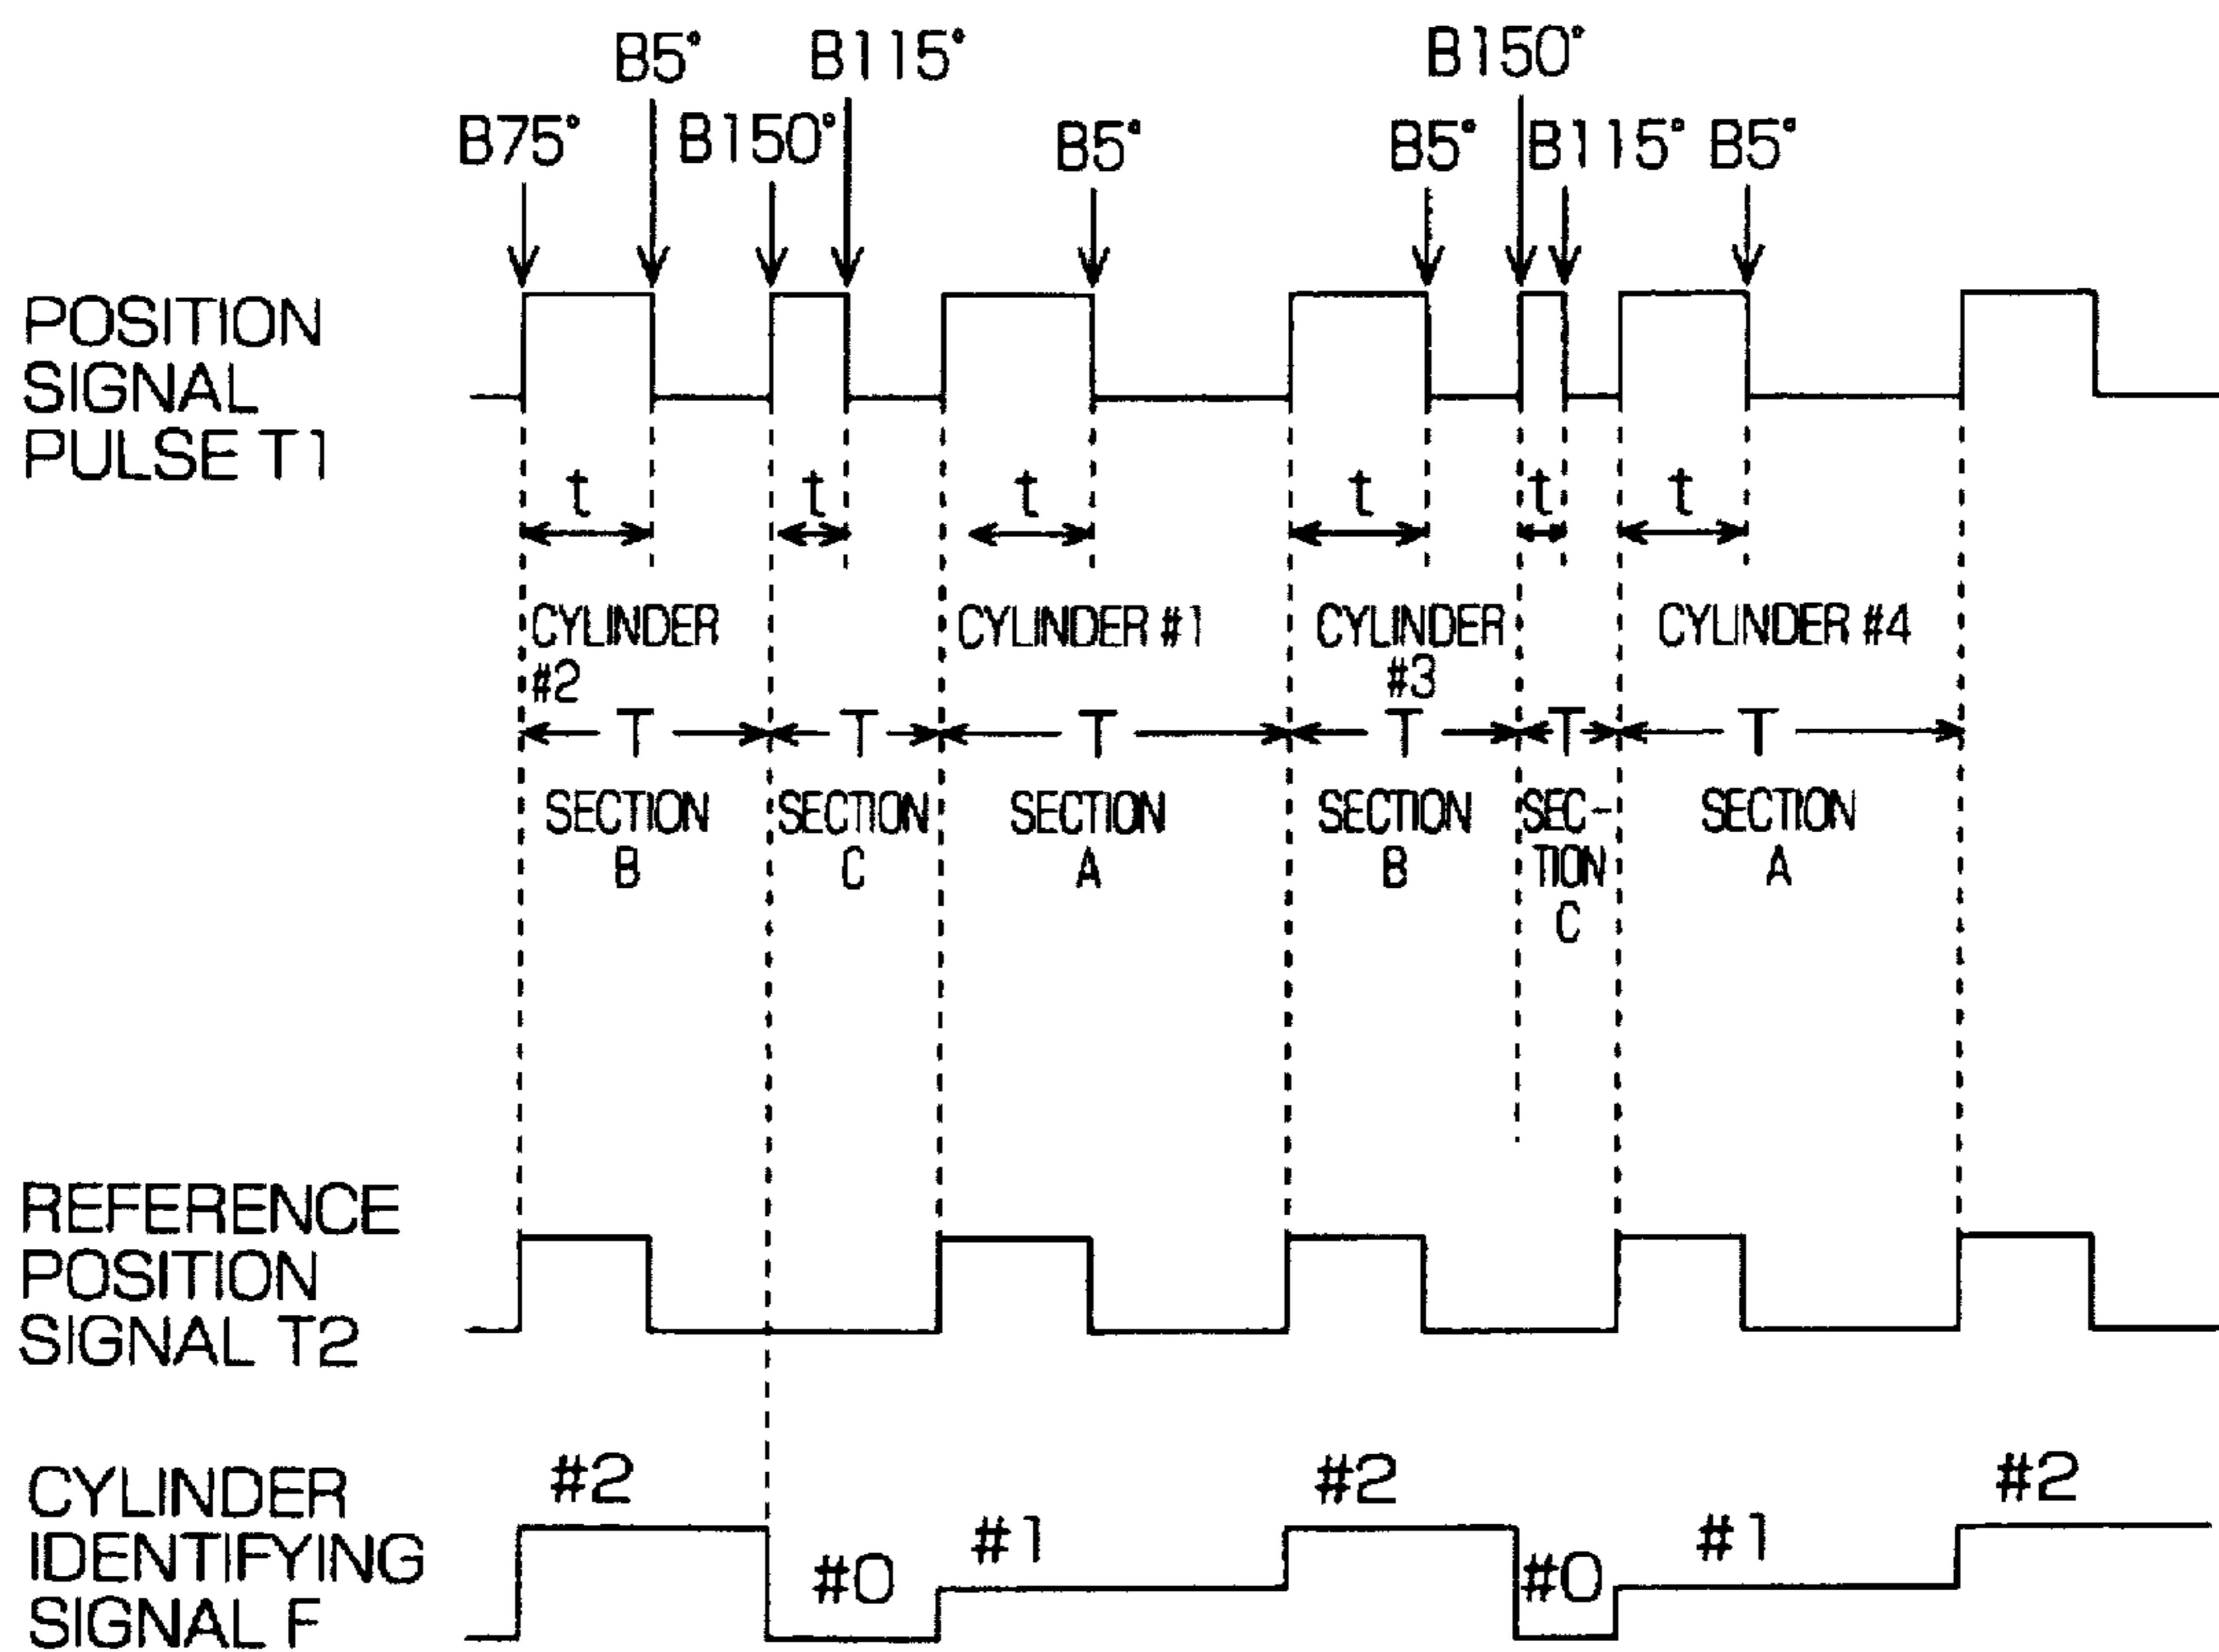 B5° B115° B150°
B75° B150° B5° B5° B115° B5°
POSITION
SIGNAL
PULSE T1
t t t t t t
CYLINDER #2 CYLINDER #1 CYLINDER #3 CYLINDER #4
T T T T T T
SECTION B SECTION C SECTION A SECTION B SEC-TION C SECTION A
REFERENCE
POSITION
SIGNAL T2
CYLINDER
IDENTIFYING
SIGNAL F
#2 #0 #1 #2 #0 #1 #2